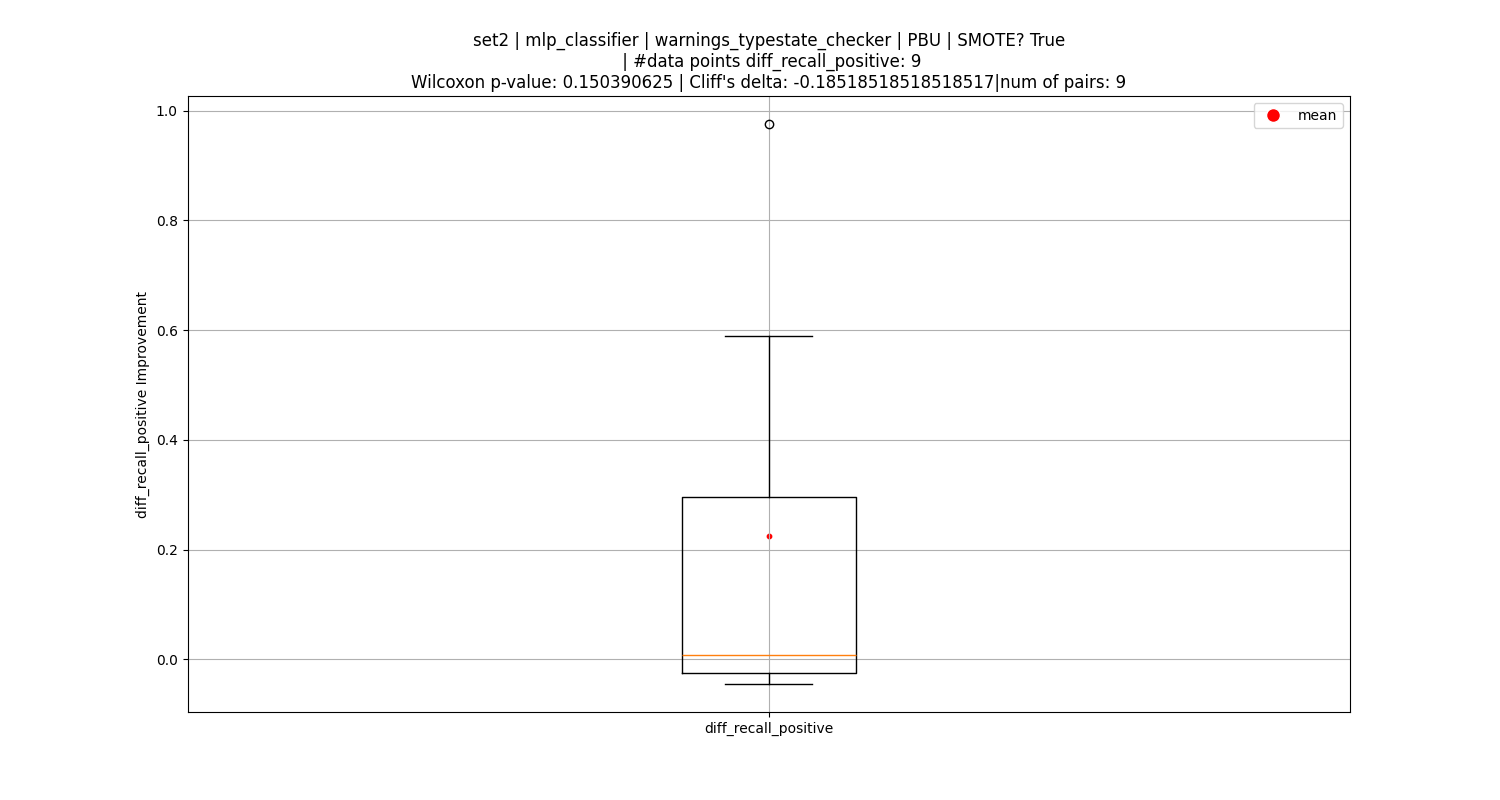 set2 | mlp_classifier | warnings_typestate_checker | PBU | SMOTE? True
| #data points diff_recall_positive: 9
Wilcoxon p-value: 0.150390625 | Cliff's delta: -0.18518518518518517|num of pairs: 9
1.0
mean
0.8
0.6
0.4
0.2
0.0
diff_recall_positive Improvement
diff_recall_positive